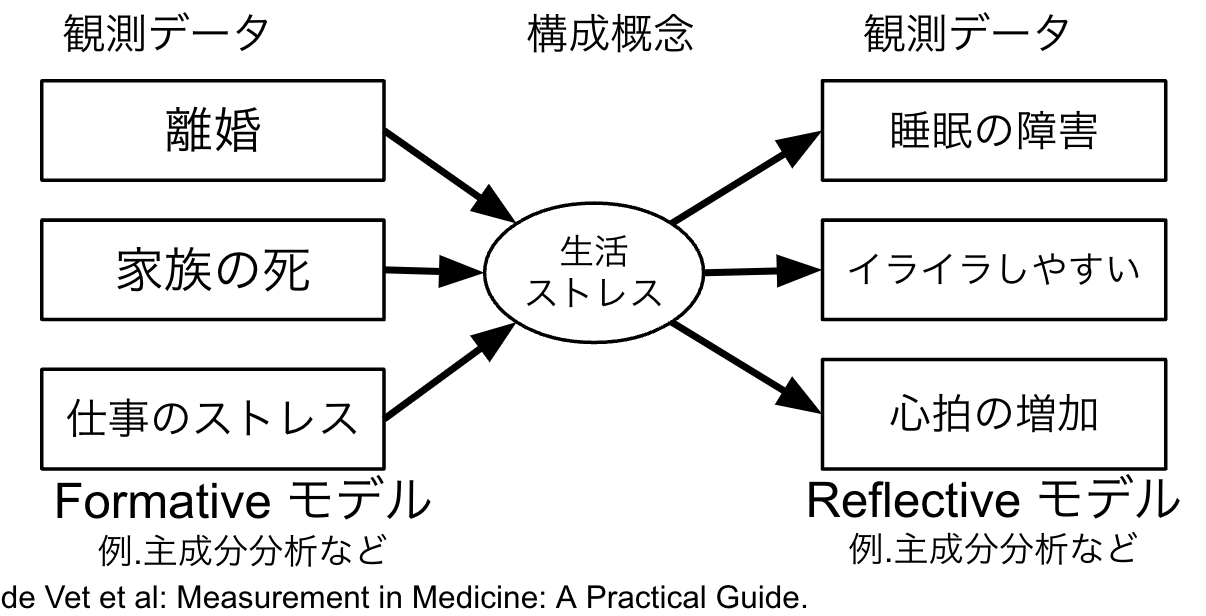 観測データ
構成概念
観測データ
離婚
家族の死
仕事のストレス
生活
ストレス
睡眠の障害
イライラしやすい
心拍の増加
Formative モデル
例.主成分分析など
Reflective モデル
例.主成分分析など
de Vet et al: Measurement in Medicine: A Practical Guide.